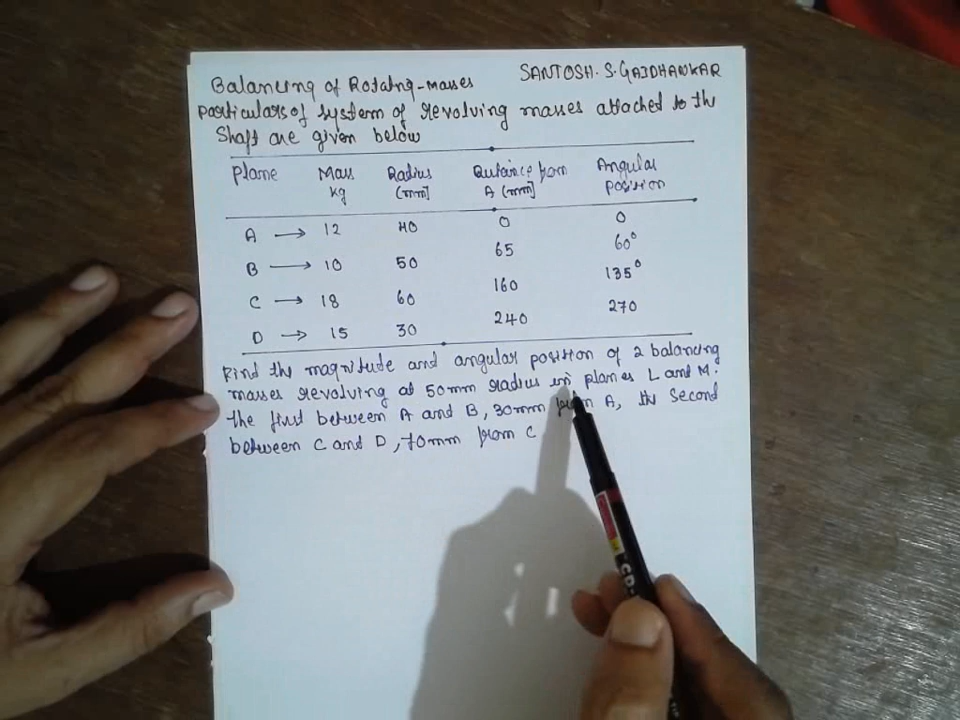 Balancing of Rotating-masses SANTOSH.S.GAJDHANKAR
Particulars of system of revolving masses attached to the
Shaft are given below
Plane Mass kg Radius (mm) Distance from A (mm) Angular position
A → 12 40 0 0
B → 10 50 65 60°
C → 18 60 160 135°
D → 15 30 240 270
Find the magnitude and angular position of 2 balancing
masses revolving at 50mm radius in planes L and M.
the first between A and B, 30mm from A, the second
between C and D, 70mm from C